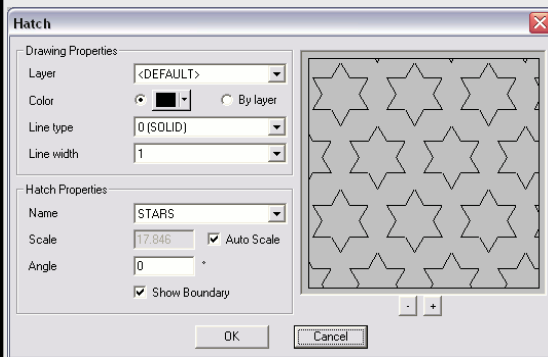 Hatch
Drawing Properties
Layer <DEFAULT>
Color By layer
Line type 0 (SOLID)
Line width 1
Hatch Properties
Name STARS
Scale 17.846 Auto Scale
Angle 0 °
Show Boundary
- +
OK Cancel